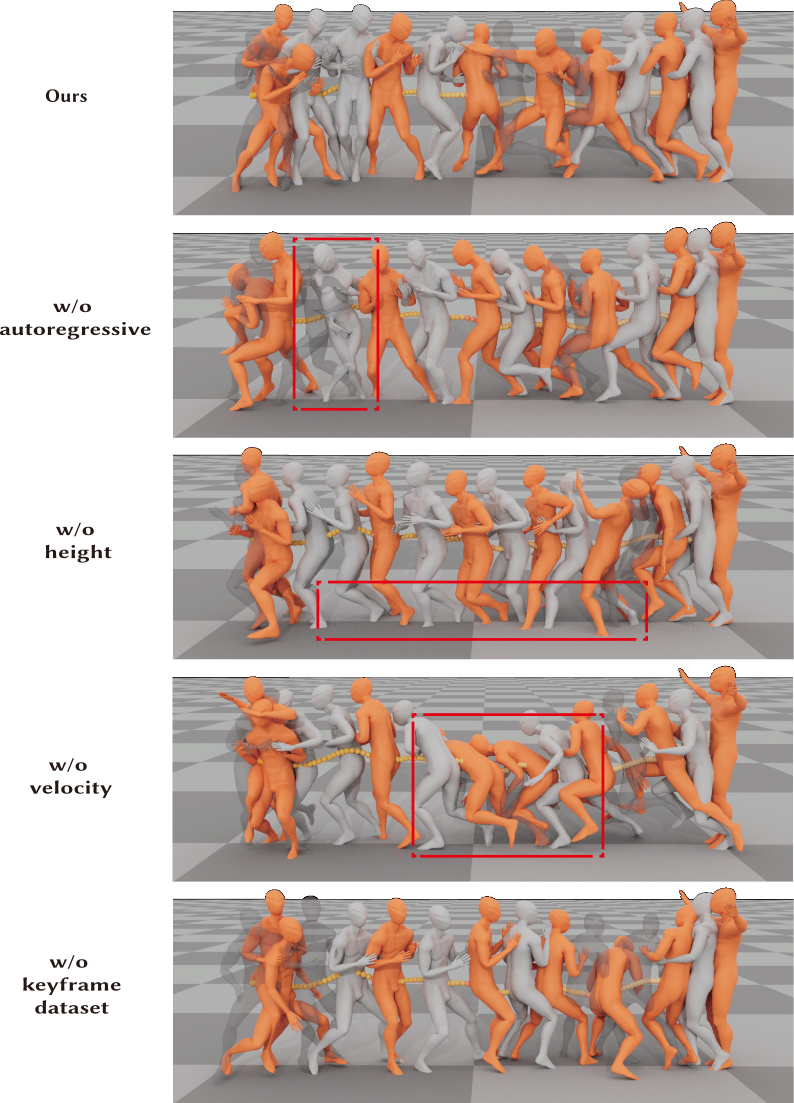 Ours
w/o
autoregressive
w/o
height
w/o
velocity
w/o
keyframe
dataset